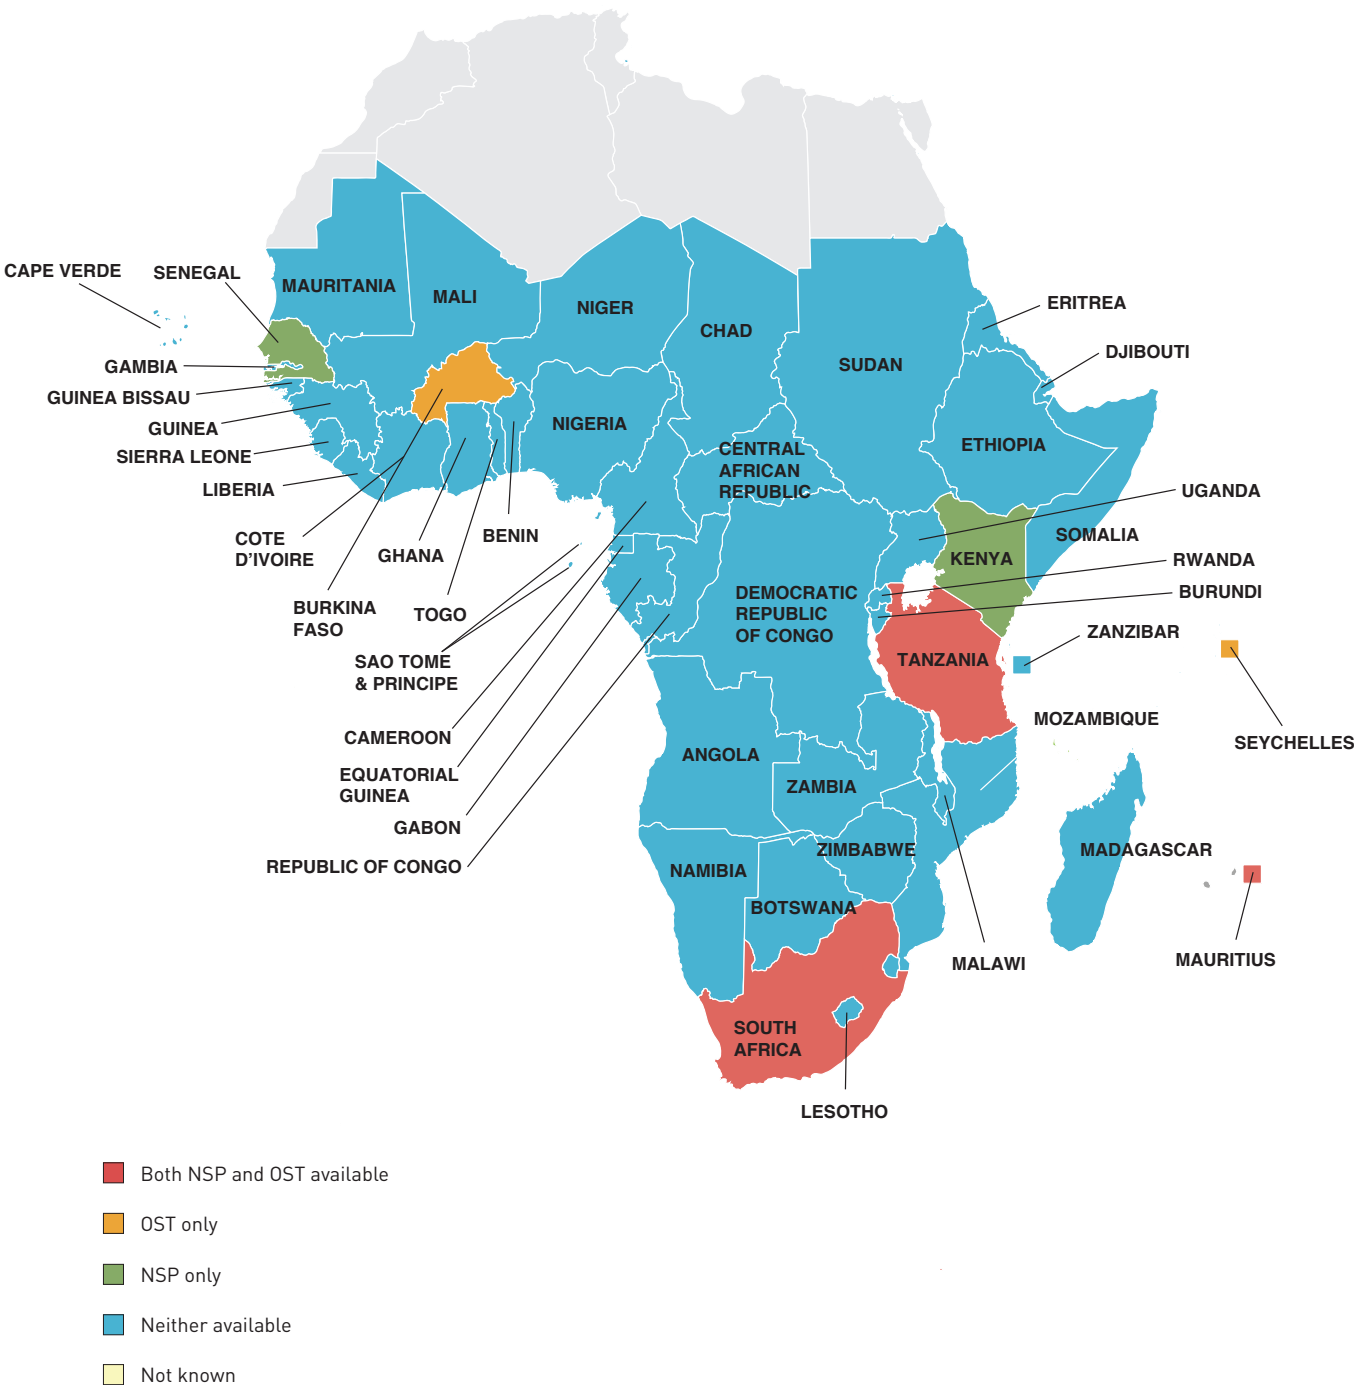 CAPE VERDE
SENEGAL
MAURITANIA
MALI
NIGER
CHAD
SUDAN
ERITREA
DJIBOUTI
GAMBIA
GUINEA BISSAU
GUINEA
SIERRA LEONE
LIBERIA
NIGERIA
CENTRAL
AFRICAN
REPUBLIC
ETHIOPIA
UGANDA
COTE
D'IVOIRE
GHANA
BENIN
SOMALIA
KENYA
RWANDA
BURUNDI
BURKINA
FASO
TOGO
DEMOCRATIC
REPUBLIC
OF CONGO
ZANZIBAR
SAO TOME
& PRINCIPE
TANZANIA
MOZAMBIQUE
SEYCHELLES
CAMEROON
EQUATORIAL
GUINEA
ANGOLA
ZAMBIA
GABON
REPUBLIC OF CONGO
NAMIBIA
ZIMBABWE
MADAGASCAR
BOTSWANA
MALAWI
MAURITIUS
SOUTH
AFRICA
LESOTHO
Both NSP and OST available
OST only
NSP only
Neither available
Not known